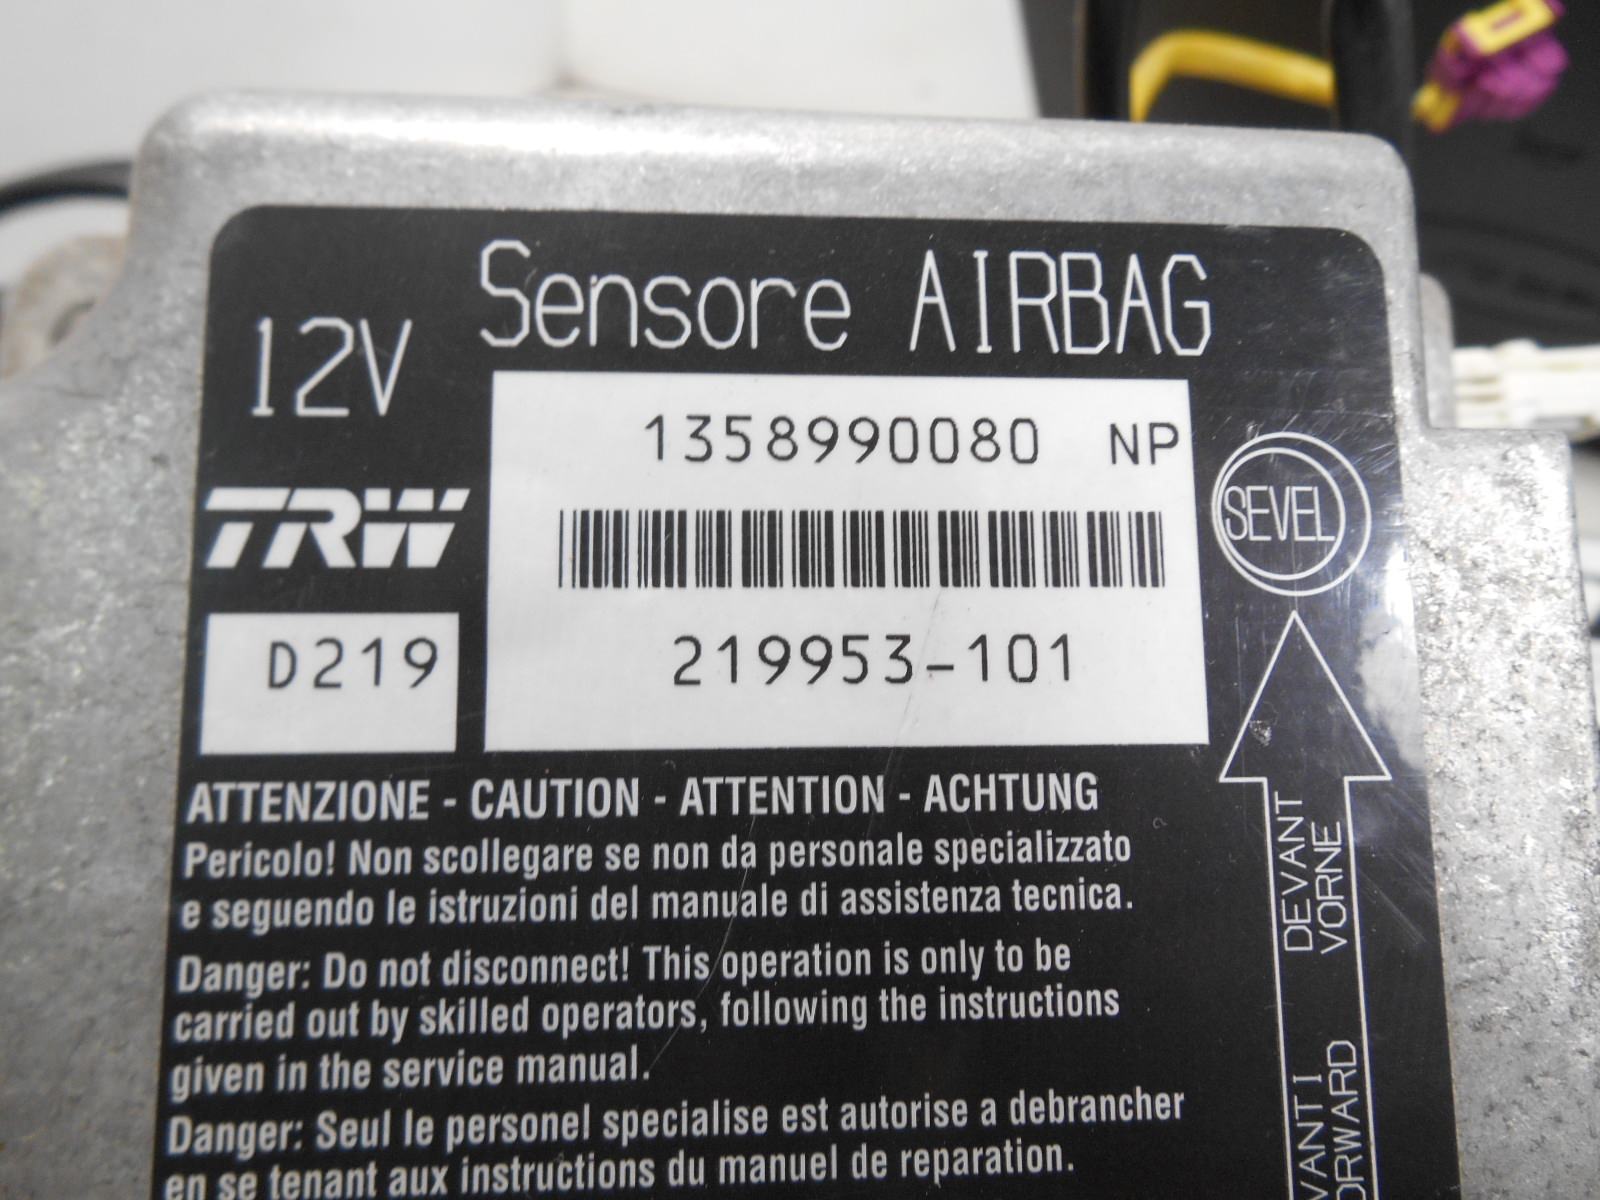 Sensore AIRBAG
12V
1358990080 NP
TRW
SEVEL
D219
219953-101
ATTENZIONE - CAUTION - ATTENTION - ACHTUNG
Pericolo! Non scollegare se non da personale specializzato
e seguendo le istruzioni del manuale di assistenza tecnica.
Danger: Do not disconnect! This operation is only to be
carried out by skilled operators, following the instructions
given in the service manual.
Danger: Seul le personel specialise est autorise a debrancher
en se tenant aux instructions du manuel de reparation.
DEVANT
VORNE
VANTI
ORWARD